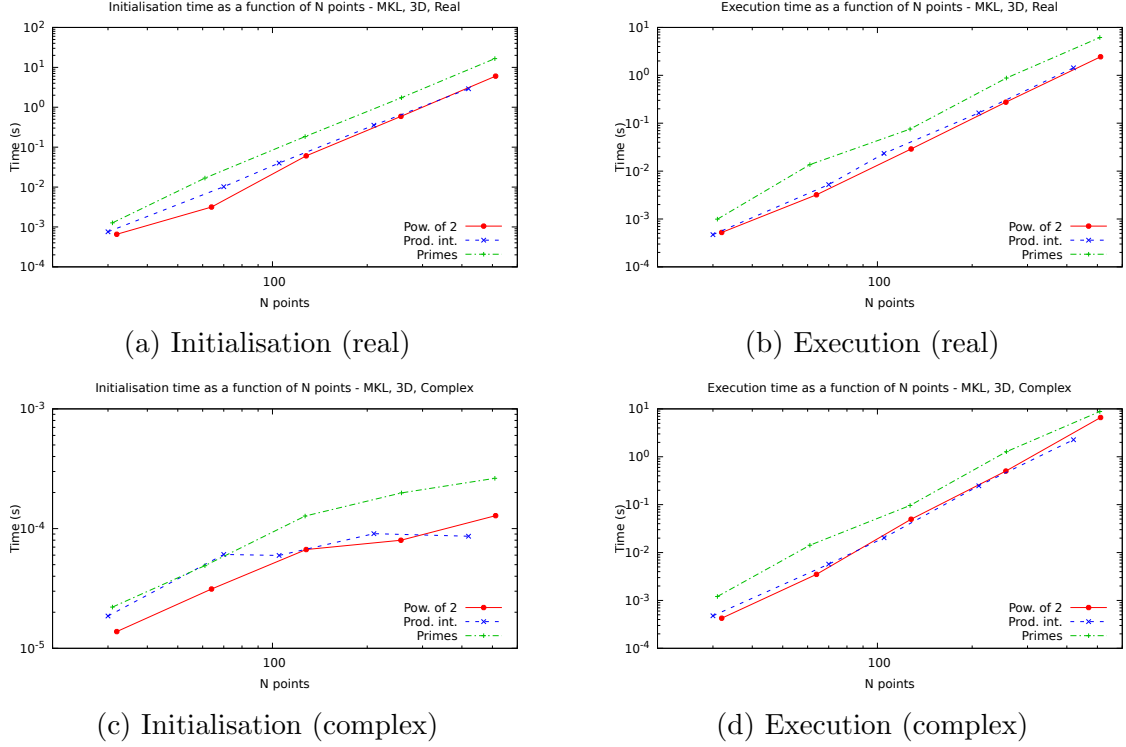 Initialisation time as a function of N points - MKL, 3D, Real
10^2
10^1
10^0
10^-1
10^-2
10^-3
10^-4
Time (s)
100
N points
Pow. of 2
Prod. int.
Primes
(a) Initialisation (real)
Execution time as a function of N points - MKL, 3D, Real
10^1
10^0
10^-1
10^-2
10^-3
10^-4
Time (s)
100
N points
Pow. of 2
Prod. int.
Primes
(b) Execution (real)
Initialisation time as a function of N points - MKL, 3D, Complex
10^-3
10^-4
10^-5
Time (s)
100
N points
Pow. of 2
Prod. int.
Primes
(c) Initialisation (complex)
Execution time as a function of N points - MKL, 3D, Complex
10^1
10^0
10^-1
10^-2
10^-3
10^-4
Time (s)
100
N points
Pow. of 2
Prod. int.
Primes
(d) Execution (complex)